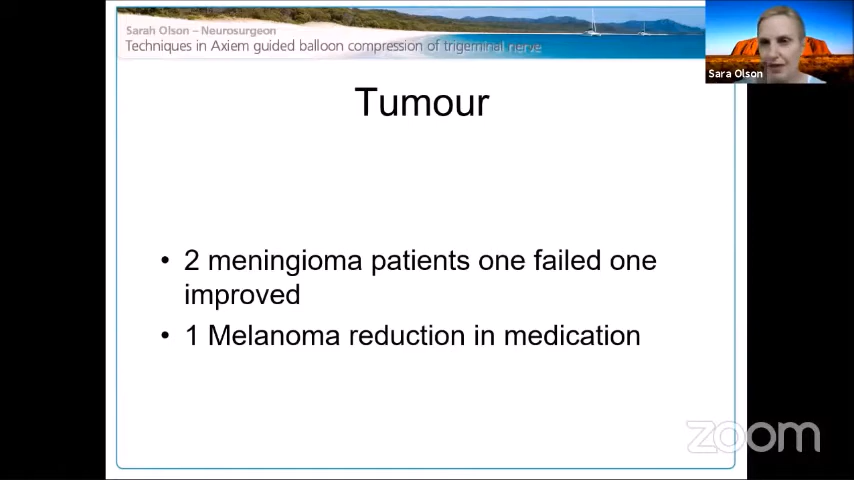 Sarah Olson – Neurosurgeon
Techniques in Axiem guided balloon compression of trigeminal nerve
Sara Olson
Tumour
• 2 meningioma patients one failed one
improved
• 1 Melanoma reduction in medication
zoom